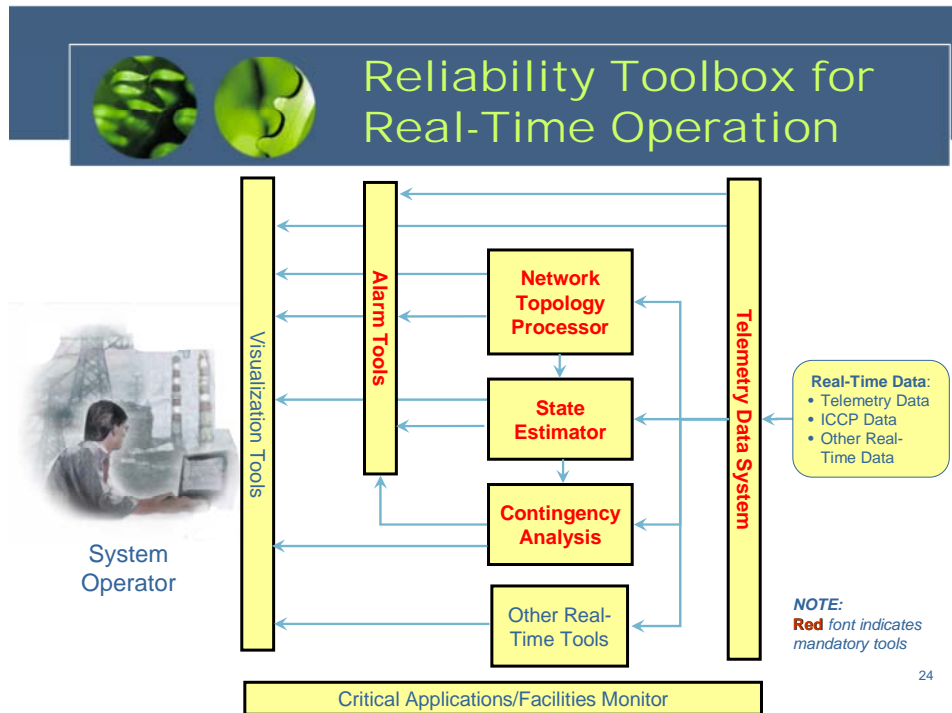 Reliability Toolbox for
Real-Time Operation
Visualization Tools
Alarm Tools
Network
Topology
Processor
State
Estimator
Contingency
Analysis
Other Real-
Time Tools
Telemetry Data System
Real-Time Data:
• Telemetry Data
• ICCP Data
• Other Real-
Time Data
System
Operator
NOTE:
Red font indicates
mandatory tools
24
Critical Applications/Facilities Monitor